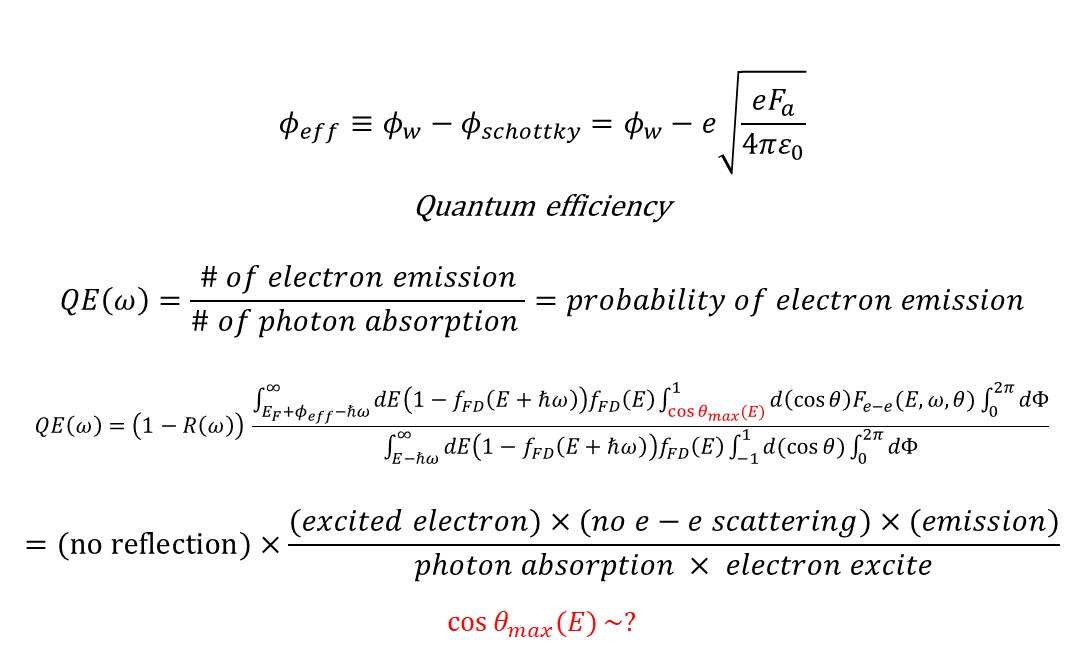 ϕ_eff ≡ ϕ_w − ϕ_schottky = ϕ_w − e√(eF_a / 4πε_0)
Quantum efficiency
QE(ω) = (# of electron emission) / (# of photon absorption) = probability of electron emission
QE(ω) = (1 − R(ω)) (∫_{E_F+ϕ_eff−ℏω}^{∞} dE(1 − f_FD(E + ℏω))f_FD(E) ∫_{cos θ_max(E)}^{1} d(cos θ)F_{e−e}(E, ω, θ) ∫_0^{2π} dΦ) / (∫_{E−ℏω}^{∞} dE(1 − f_FD(E + ℏω))f_FD(E) ∫_{−1}^{1} d(cos θ) ∫_0^{2π} dΦ)
= (no reflection) × ((excited electron) × (no e − e scattering) × (emission)) / (photon absorption × electron excite)
cos θ_max(E) ~?